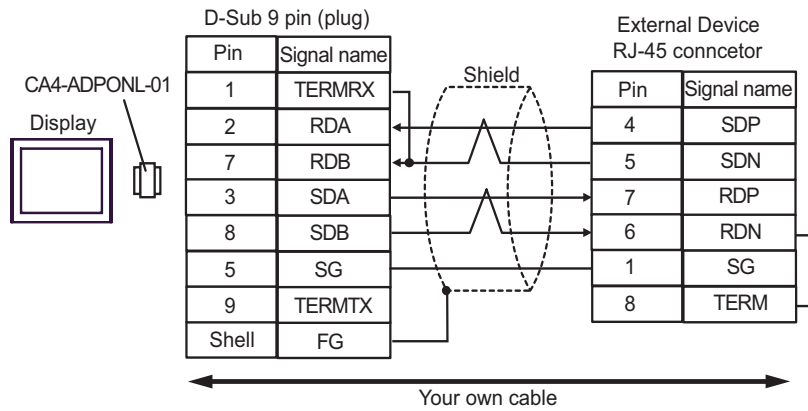 D-Sub 9 pin (plug)
External Device
RJ-45 conncetor
CA4-ADPONL-01
Display
Shield
Pin Signal name
1 TERMRX
2 RDA
7 RDB
3 SDA
8 SDB
5 SG
9 TERMTX
Shell FG
Pin Signal name
4 SDP
5 SDN
7 RDP
6 RDN
1 SG
8 TERM
Your own cable